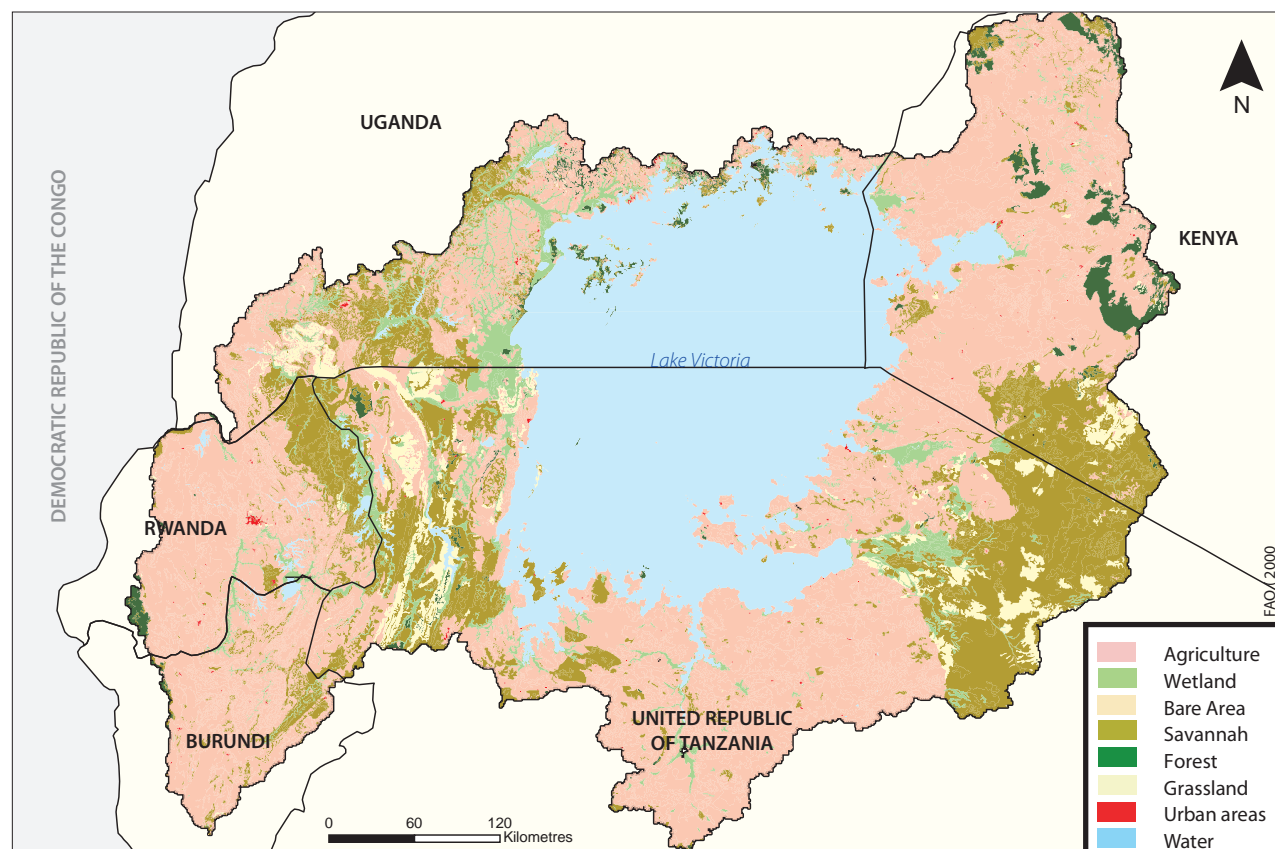 UGANDA
N
DEMOCRATIC REPUBLIC OF THE CONGO
KENYA
Lake Victoria
RWANDA
FAO, 2000
UNITED REPUBLIC
OF TANZANIA
BURUNDI
0 60 120
Kilometres
Agriculture
Wetland
Bare Area
Savannah
Forest
Grassland
Urban areas
Water